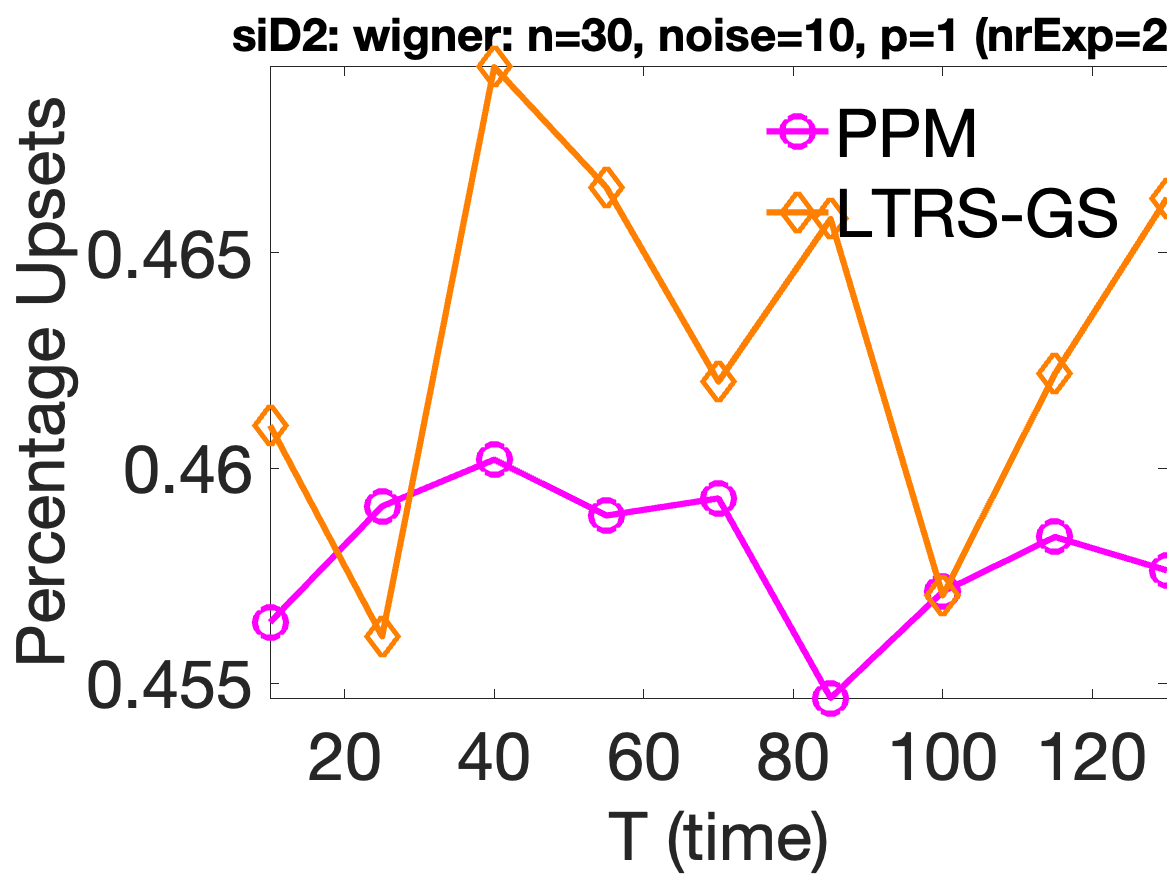 siD2: wigner: n=30, noise=10, p=1 (nrExp=2
PPM
LTRS-GS
Percentage Upsets
0.465
0.46
0.455
20 40 60 80 100 120
T (time)